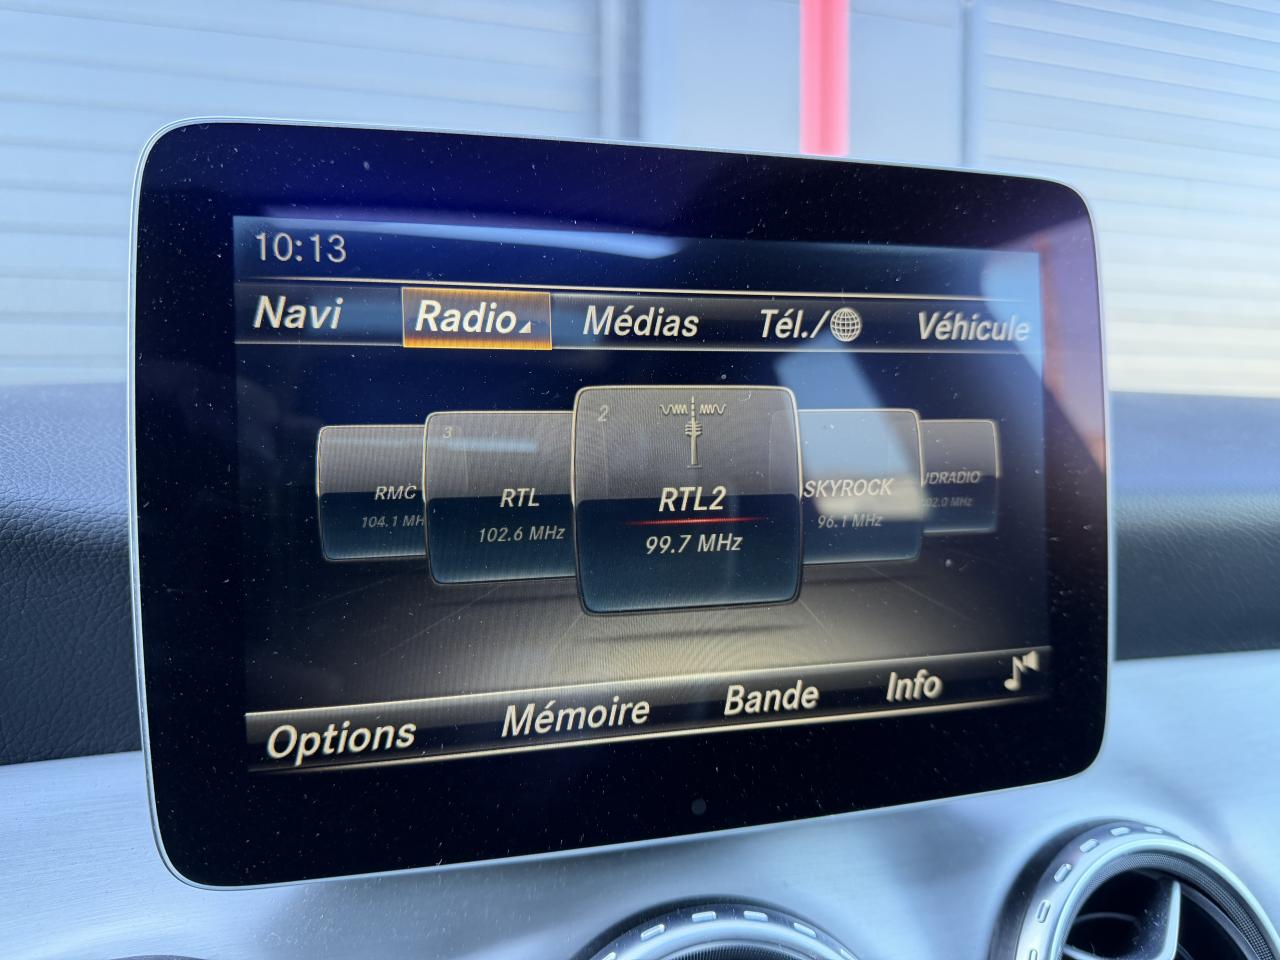 10:13
Navi Radio Médias Tél./ Véhicule
3 2
RMC RTL RTL2 SKYROCK
104.1 MH 102.6 MHz 99.7 MHz 96.1 MHz
Options Mémoire Bande Info